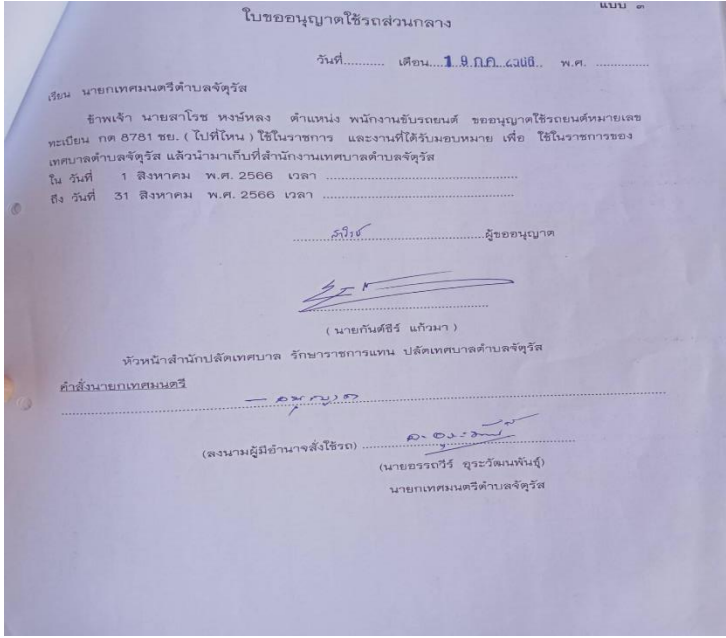 แบบ ๓
ใบขออนุญาตใช้รถส่วนกลาง
วันที่........... เดือน....1 9 ก.ค. ๒๕๖๖.. พ.ศ. ..............
เรียน นายกเทศมนตรีตำบลจัตุรัส
ข้าพเจ้า นายสาโรช หงษ์หลง ตำแหน่ง พนักงานขับรถยนต์ ขออนุญาตใช้รถยนต์หมายเลข
ทะเบียน กต 8781 ชย. ( ไปที่ไหน ) ใช้ในราชการ และงานที่ได้รับมอบหมาย เพื่อ ใช้ในราชการของ
เทศบาลตำบลจัตุรัส แล้วนำมาเก็บที่สำนักงานเทศบาลตำบลจัตุรัส
ใน วันที่ 1 สิงหาคม พ.ศ. 2566 เวลา ................................................
ถึง วันที่ 31 สิงหาคม พ.ศ. 2566 เวลา ................................................
สาโรช ผู้ขออนุญาต
( นายกันต์ธีร์ แก้วมา )
หัวหน้าสำนักปลัดเทศบาล รักษาราชการแทน ปลัดเทศบาลตำบลจัตุรัส
คำสั่งนายกเทศมนตรี
– อนุญาต
(ลงนามผู้มีอำนาจสั่งใช้รถ)
(นายอรรถวีร์ อุระวัฒนพันธุ์)
นายกเทศมนตรีตำบลจัตุรัส